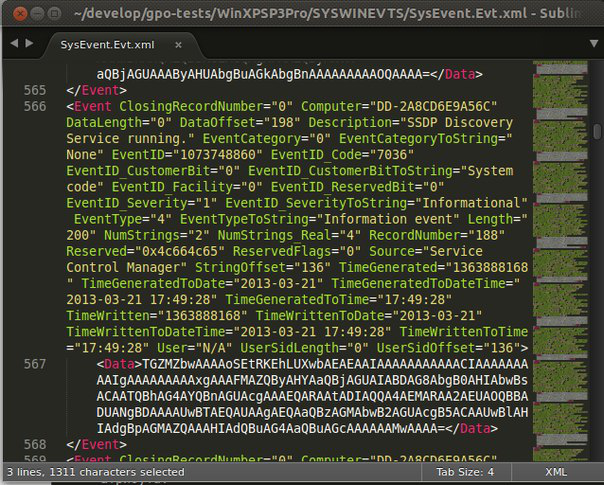 ~/develop/gpo-tests/WinXPSP3Pro/SYSWINEVTS/SysEvent.Evt.xml - Sublim
SysEvent.Evt.xml
aQBjAGUAAAByAHUAbgBuAGkAbgBnAAAAAAAAAOQAAAA=</Data>
565 </Event>
566 <Event ClosingRecordNumber="0" Computer="DD-2A8CD6E9A56C"
DataLength="0" DataOffset="198" Description="SSDP Discovery
Service running." EventCategory="0" EventCategoryToString="
None" EventID="1073748860" EventID_Code="7036"
EventID_CustomerBit="0" EventID_CustomerBitToString="System
code" EventID_Facility="0" EventID_ReservedBit="0"
EventID_Severity="1" EventID_SeverityToString="Informational"
EventType="4" EventTypeToString="Information event" Length="
200" NumStrings="2" NumStrings_Real="4" RecordNumber="188"
Reserved="0x4c664c65" ReservedFlags="0" Source="Service
Control Manager" StringOffset="136" TimeGenerated="1363888168
" TimeGeneratedToDate="2013-03-21" TimeGeneratedToDateTime="
2013-03-21 17:49:28" TimeGeneratedToTime="17:49:28"
TimeWritten="1363888168" TimeWrittenToDate="2013-03-21"
TimeWrittenToDateTime="2013-03-21 17:49:28" TimeWrittenToTime
="17:49:28" User="N/A" UserSidLength="0" UserSidOffset="136">
567 <Data>TGZMZbwAAAAoSEtRKEhLUXwbAEAEAAIAAAAAAAAAAACIAAAAAA
AAIgAAAAAAAAAxgAAAFMAZQByAHYAaQBjAGUAIABDAG8AbgB0AHIAbwBs
ACAATQBhAG4AYQBnAGUAcgAAAEQARAAtADIAOQA4AEMARAA2AEUAOQBBA
DUANgBDAAAAUwBTAEQAUAAgAEQAaQBzAGMAbwB2AGUAcgB5ACAAUwBlAH
IAdgBpAGMAZQAAAHIAdQBuAG4AaQBuAGcAAAAAAMwAAAA=</Data>
568 </Event>
569 <Event ClosingRecordNumber="0" Computer="DD-2A8CD6E9A56C"
3 lines, 1311 characters selected
Tab Size: 4
XML